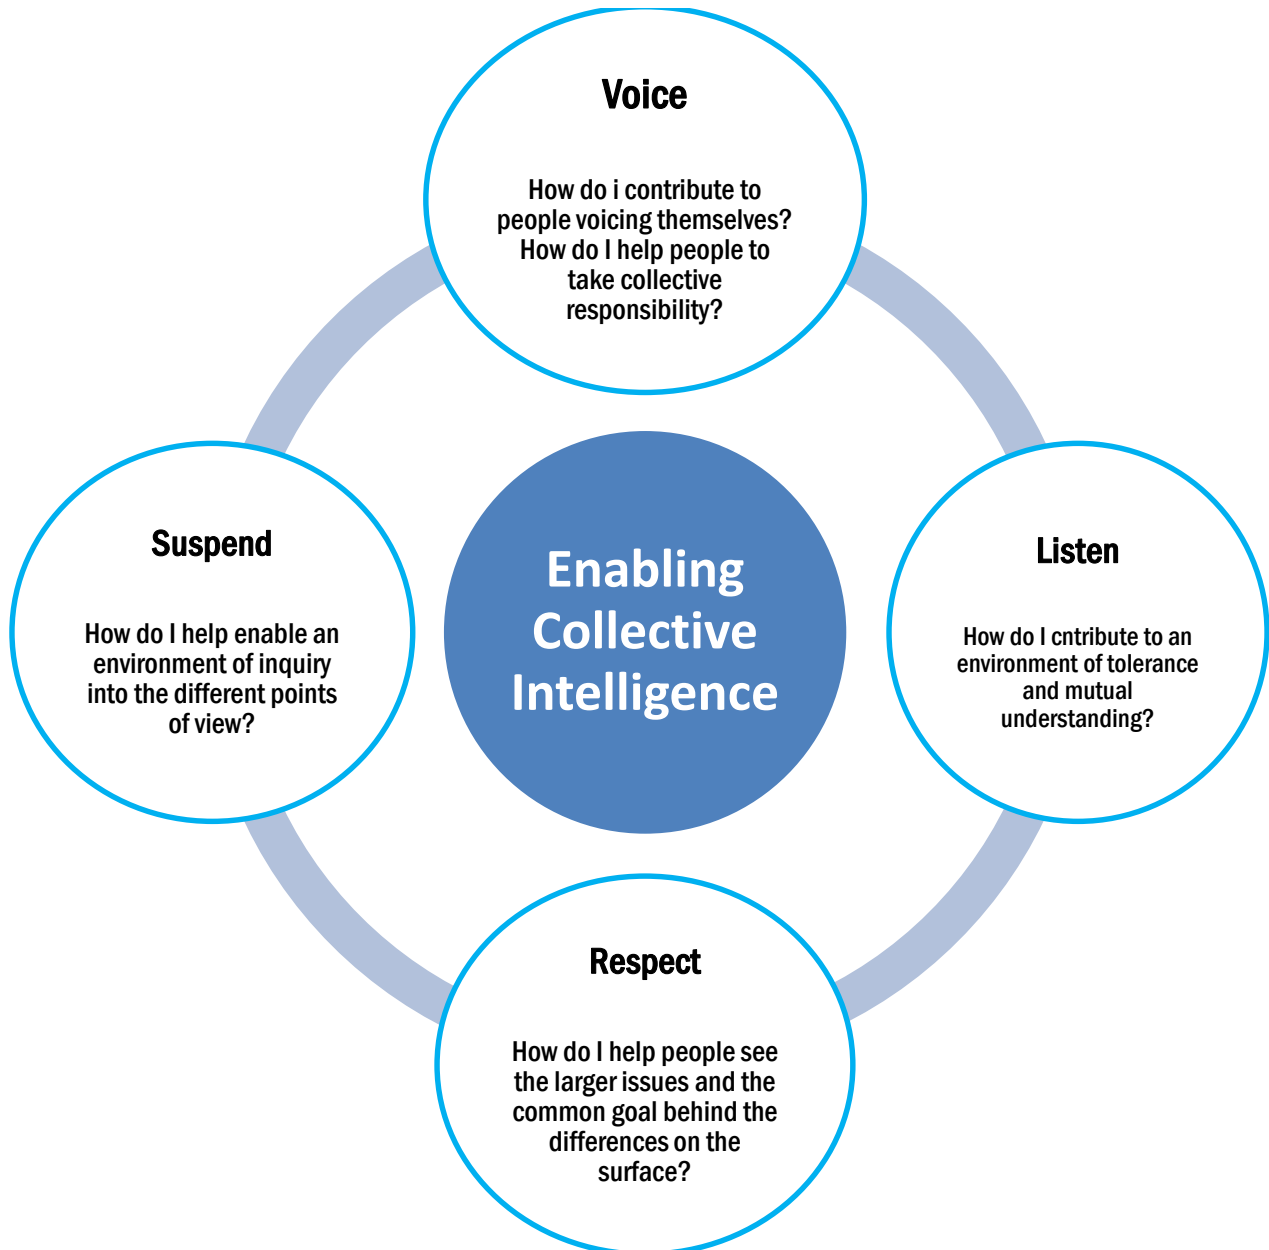 Voice
How do i contribute to
people voicing themselves?
How do I help people to
take collective
responsibility?
Suspend
How do I help enable an
environment of inquiry
into the different points
of view?
Enabling
Collective
Intelligence
Listen
How do I cntribute to an
environment of tolerance
and mutual
understanding?
Respect
How do I help people see
the larger issues and the
common goal behind the
differences on the
surface?